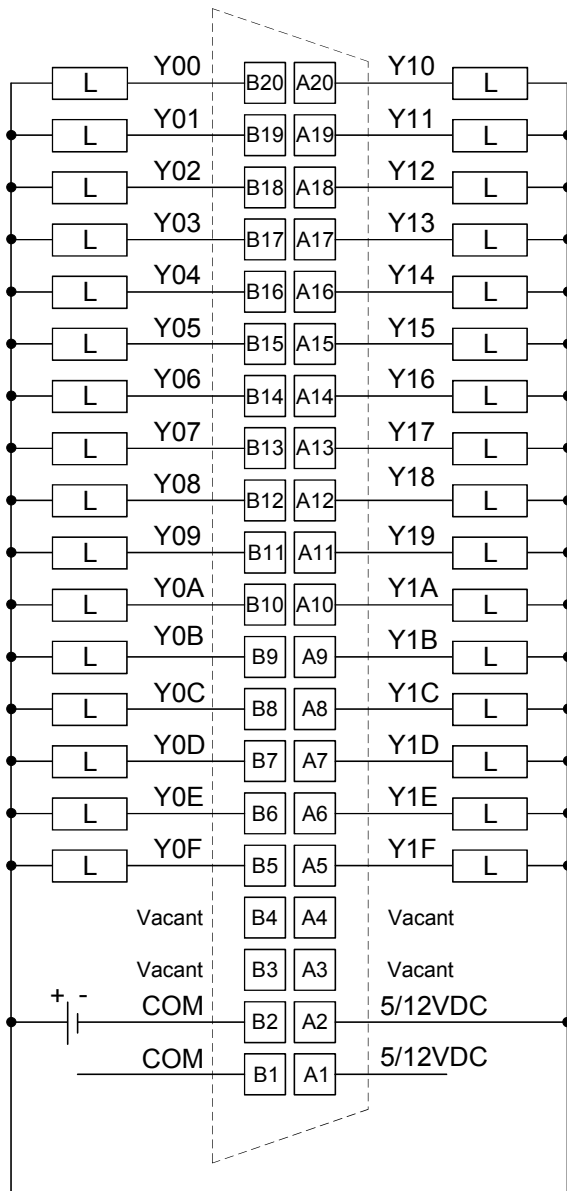 L Y00 B20 A20 Y10 L
L Y01 B19 A19 Y11 L
L Y02 B18 A18 Y12 L
L Y03 B17 A17 Y13 L
L Y04 B16 A16 Y14 L
L Y05 B15 A15 Y15 L
L Y06 B14 A14 Y16 L
L Y07 B13 A13 Y17 L
L Y08 B12 A12 Y18 L
L Y09 B11 A11 Y19 L
L Y0A B10 A10 Y1A L
L Y0B B9 A9 Y1B L
L Y0C B8 A8 Y1C L
L Y0D B7 A7 Y1D L
L Y0E B6 A6 Y1E L
L Y0F B5 A5 Y1F L
Vacant B4 A4 Vacant
Vacant B3 A3 Vacant
+ - COM B2 A2 5/12VDC
COM B1 A1 5/12VDC